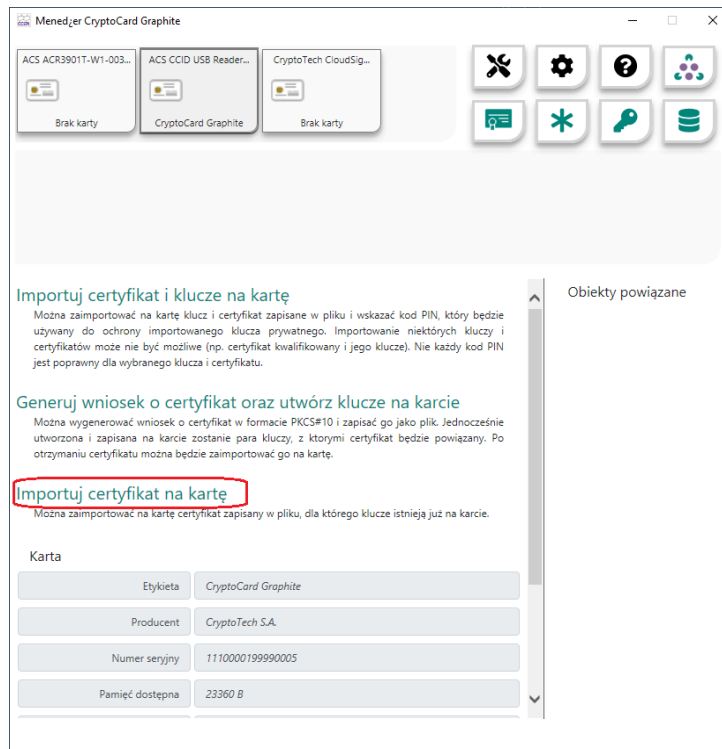 Menedżer CryptoCard Graphite
ACS ACR3901T-W1-003...
ACS CCID USB Reader...
CryptoTech CloudSig...
Brak karty
CryptoCard Graphite
Brak karty
Importuj certyfikat i klucze na kartę
Można zaimportować na kartę klucz i certyfikat zapisane w pliku i wskazać kod PIN, który będzie
używany do ochrony importowanego klucza prywatnego. Importowanie niektórych kluczy i
certyfikatów może nie być możliwe (np. certyfikat kwalifikowany i jego klucze). Nie każdy kod PIN
jest poprawny dla wybranego klucza i certyfikatu.
Obiekty powiązane
Generuj wniosek o certyfikat oraz utwórz klucze na karcie
Można wygenerować wniosek o certyfikat w formacie PKCS#10 i zapisać go jako plik. Jednocześnie
utworzona i zapisana na karcie zostanie para kluczy, z ktorymi certyfikat będzie powiązany. Po
otrzymaniu certyfikatu można będzie zaimportować go na kartę.
Importuj certyfikat na kartę
Można zaimportować na kartę certyfikat zapisany w pliku, dla którego klucze istnieją już na karcie.
Karta
Etykieta CryptoCard Graphite
Producent CryptoTech S.A.
Numer seryjny 1110000199990005
Pamięć dostępna 23360 B